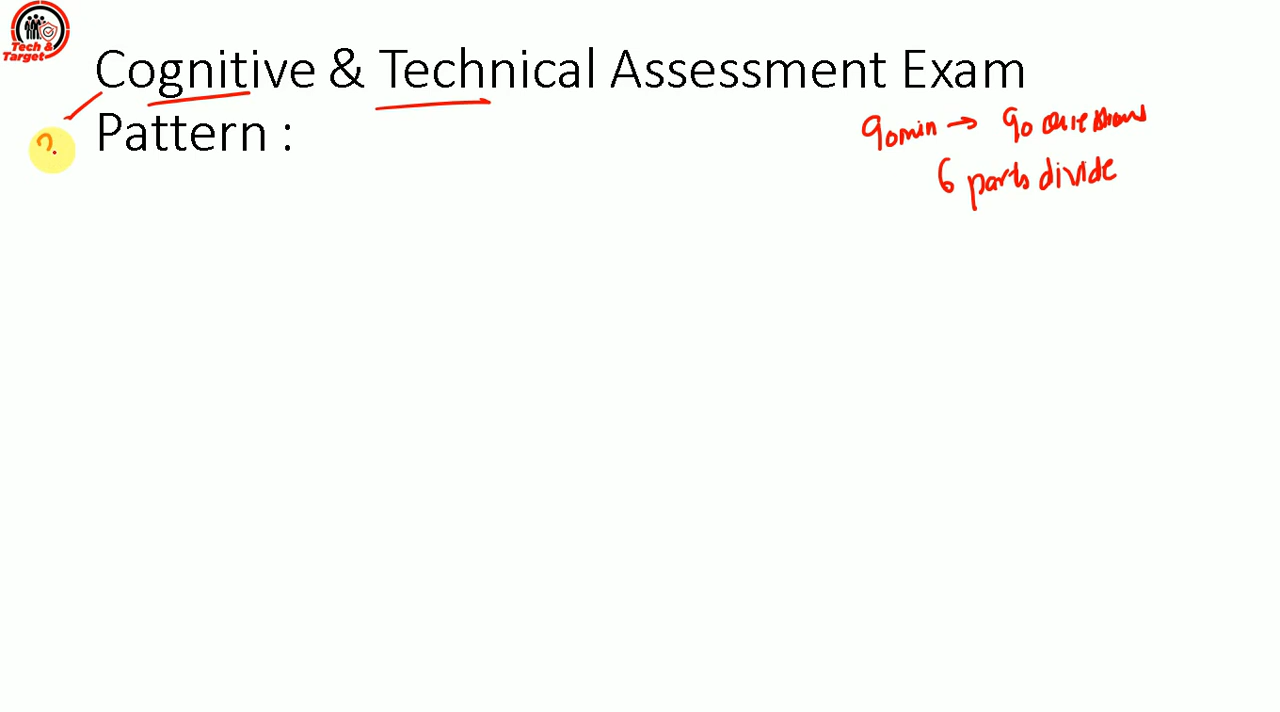 Tech &
Target
Cognitive & Technical Assessment Exam
Pattern :
?
90min → 90 Questions
6 parts divide